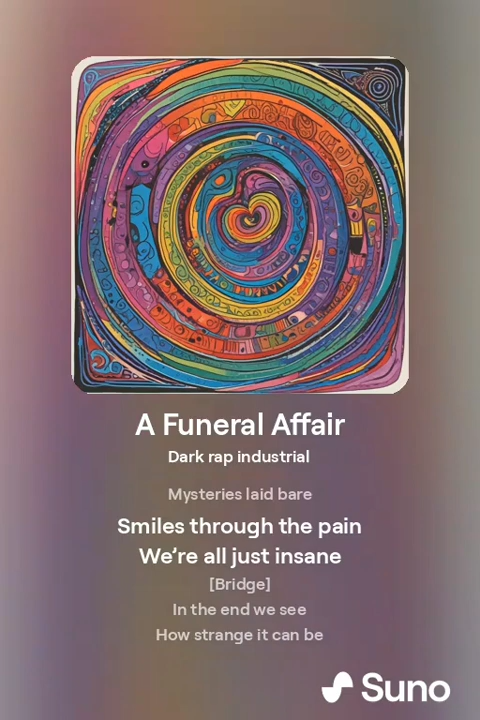 A Funeral Affair
Dark rap industrial
Mysteries laid bare
Smiles through the pain
We're all just insane
[Bridge]
In the end we see
How strange it can be
Suno